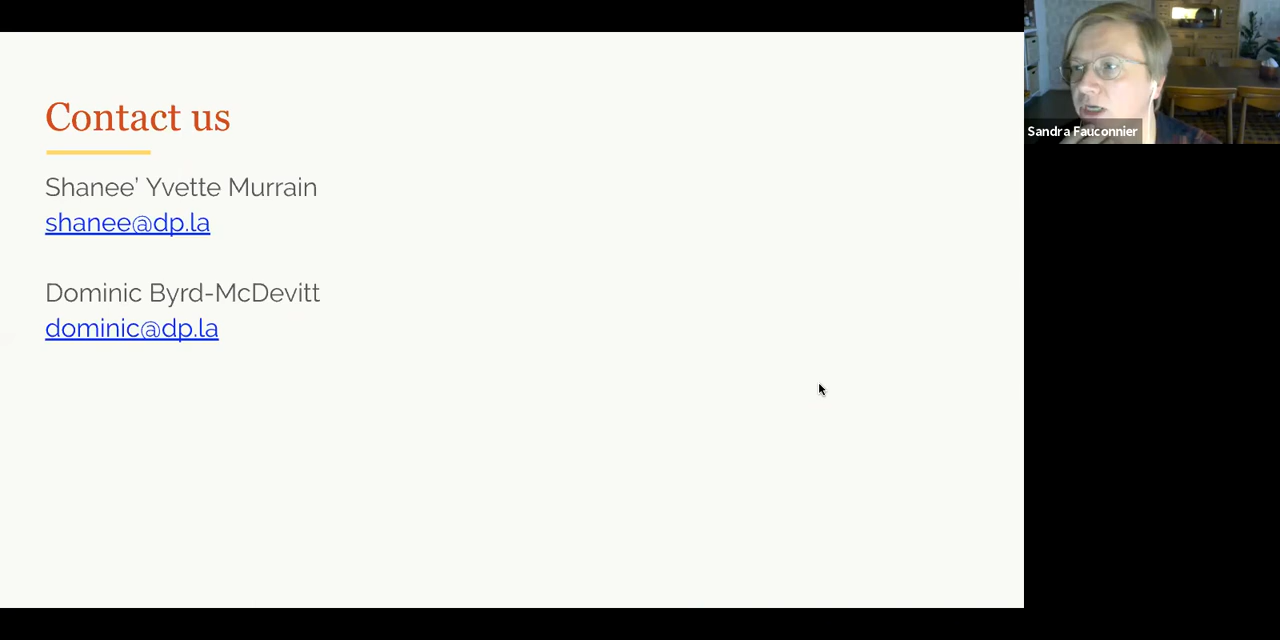 Contact us
Shanee’ Yvette Murrain
shanee@dp.la
Dominic Byrd-McDevitt
dominic@dp.la
Sandra Fauconnier